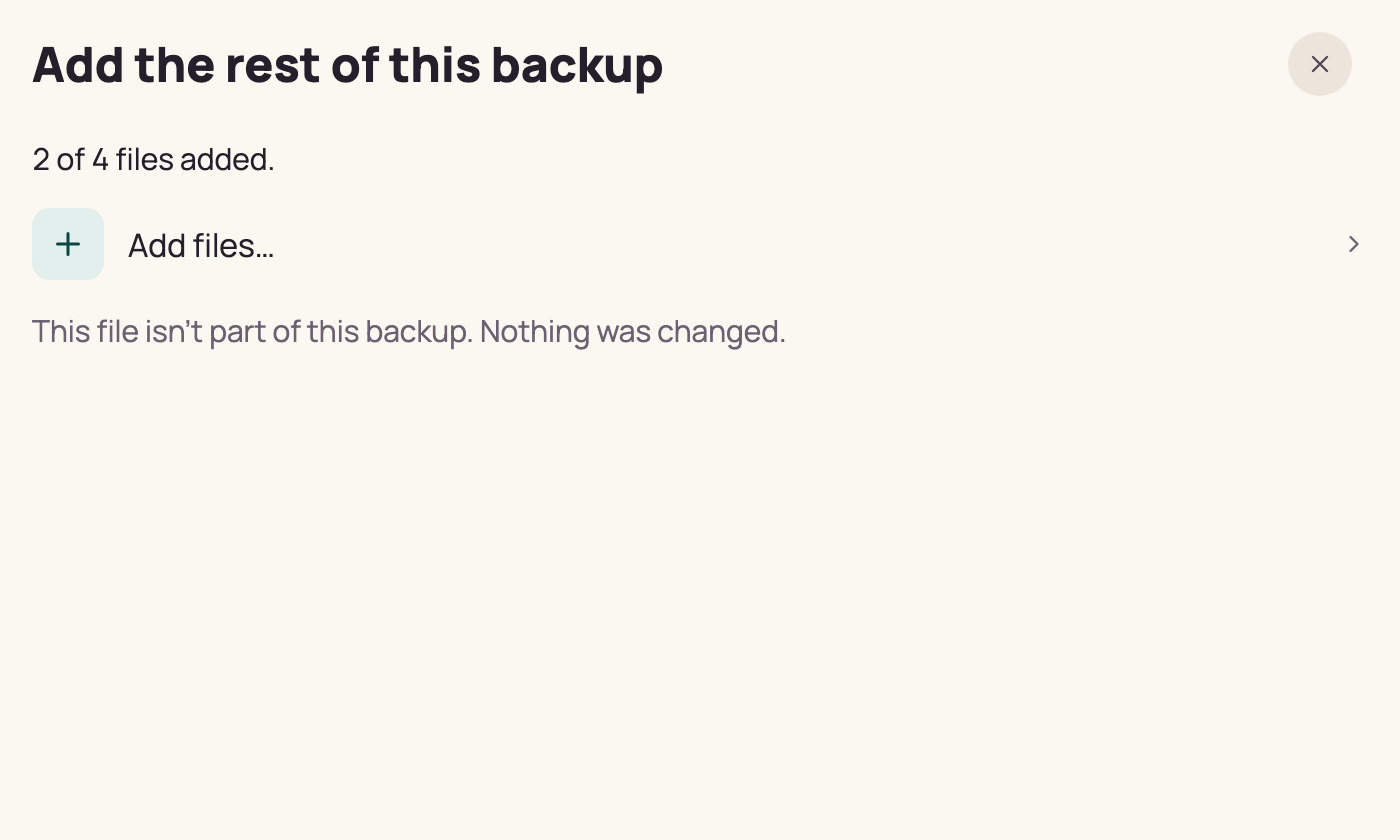 Add the rest of this backup
2 of 4 files added.
Add files…
This file isn’t part of this backup. Nothing was changed.